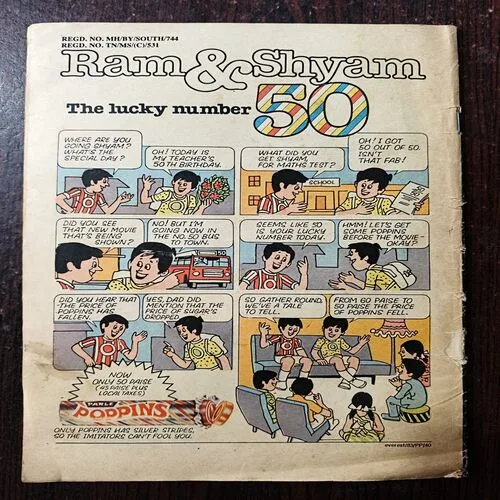 REGD. NO. MH/BY/SOUTH/744
REGD. NO. TN/MS/(C)/531
Ram & Shyam
The lucky number 50
WHERE ARE YOU
GOING SHYAM?
WHAT'S THE
SPECIAL DAY?
OH! TODAY IS
MY TEACHER'S
50TH BIRTHDAY.
WHAT DID YOU
GET SHYAM,
FOR MATHS TEST?
OH! I GOT
50 OUT OF 50.
ISN'T
THAT FAB!
SCHOOL
DID YOU SEE
THAT NEW MOVIE
THAT'S BEING
SHOWN?
NO! BUT I'M
GOING NOW IN
THE NO. 50 BUS
TO TOWN.
50
SEEMS LIKE 50
IS YOUR LUCKY
NUMBER TODAY.
HMM! LET'S GET
SOME POPPINS
BEFORE THE MOVIE-
OKAY?
DID YOU HEAR THAT
THE PRICE OF
POPPINS HAS
FALLEN.
YES, DAD DID
MENTION THAT THE
PRICE OF SUGAR'S
DROPPED.
SO GATHER ROUND,
WE'VE A TALE
TO TELL.
FROM 60 PAISE TO
50 PAISE THE PRICE
OF POPPINS FELL.
NOW
ONLY 50 PAISE
(45 PAISE PLUS
LOCAL TAXES)
PARLE
POPPINS
ONLY POPPINS HAS SILVER STRIPES,
SO THE IMITATORS CAN'T FOOL YOU.